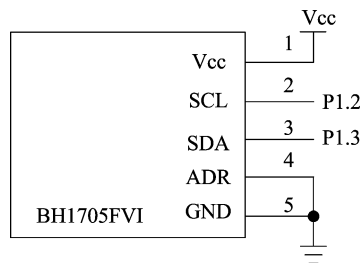 Vcc
Vcc 1
SCL 2 P1.2
SDA 3 P1.3
ADR 4
GND 5
BH1705FVI